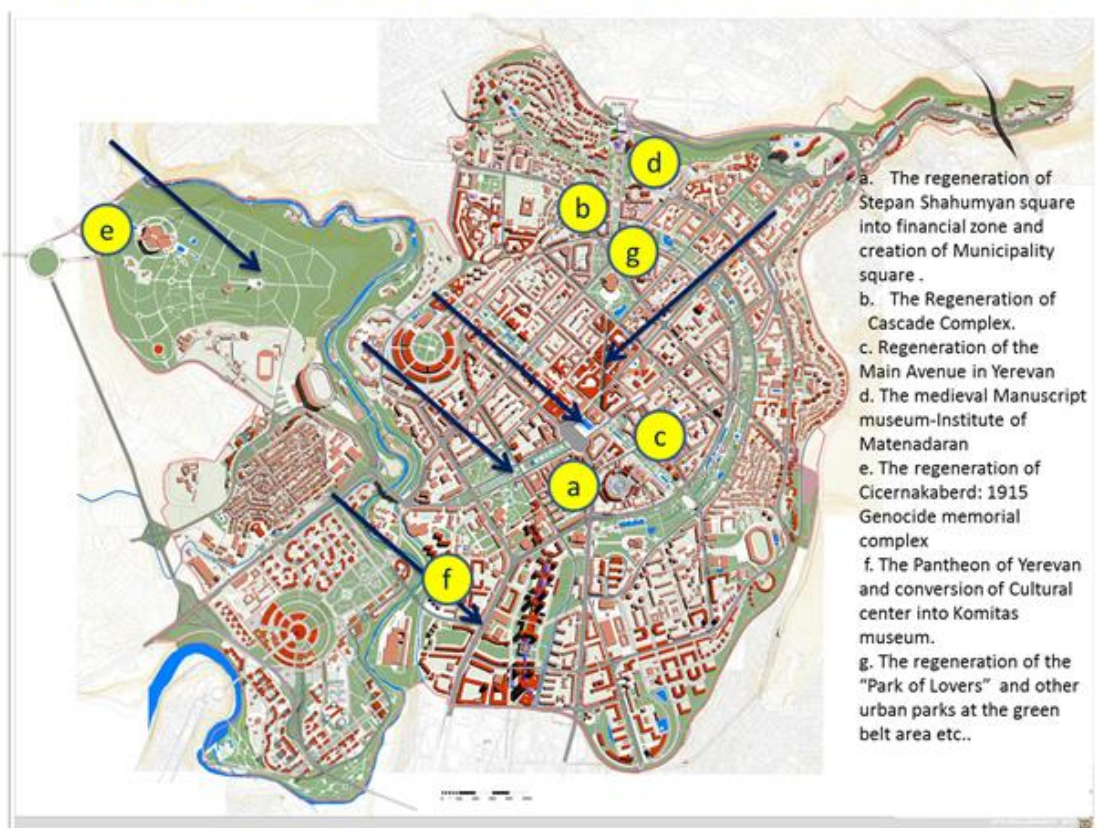 d
b
e
g
c
a
f
a. The regeneration of
Stepan Shahumyan square
into financial zone and
creation of Municipality
square .
b. The Regeneration of
Cascade Complex.
c. Regeneration of the
Main Avenue in Yerevan
d. The medieval Manuscript
museum-Institute of
Matenadaran
e. The regeneration of
Cicernakaberd: 1915
Genocide memorial
complex
f. The Pantheon of Yerevan
and conversion of Cultural
center into Komitas
museum.
g. The regeneration of the
“Park of Lovers” and other
urban parks at the green
belt area etc..